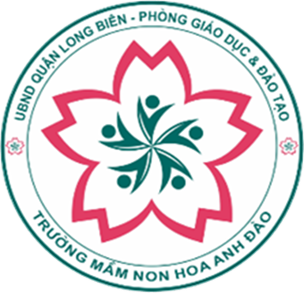 UBND QUẬN LONG BIÊN - PHÒNG GIÁO DỤC & ĐÀO TẠO
TRƯỜNG MẦM NON HOA ANH ĐÀO